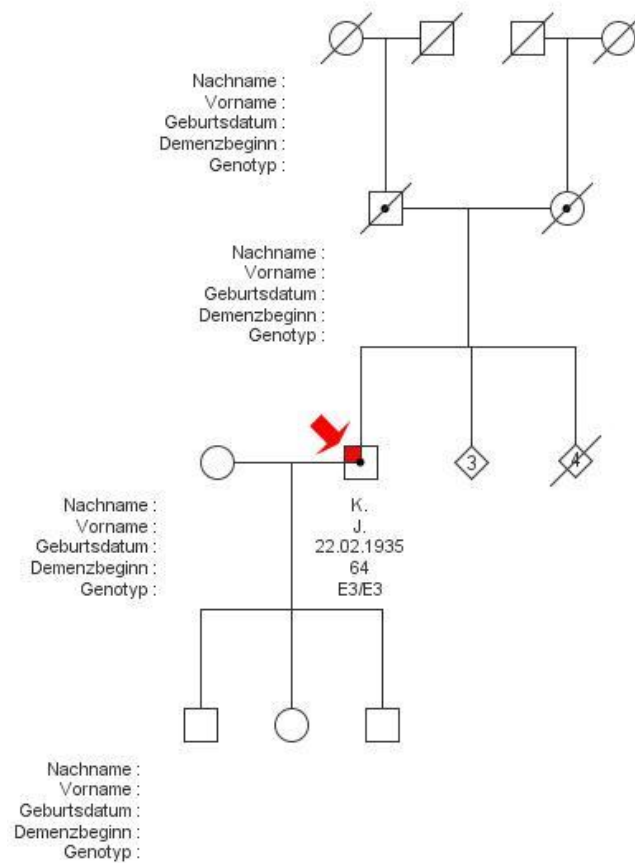 Nachname :
Vorname :
Geburtsdatum :
Demenzbeginn :
Genotyp :
Nachname :
Vorname :
Geburtsdatum :
Demenzbeginn :
Genotyp :
3 4
Nachname : K.
Vorname : J.
Geburtsdatum : 22.02.1935
Demenzbeginn : 64
Genotyp : E3/E3
Nachname :
Vorname :
Geburtsdatum :
Demenzbeginn :
Genotyp :